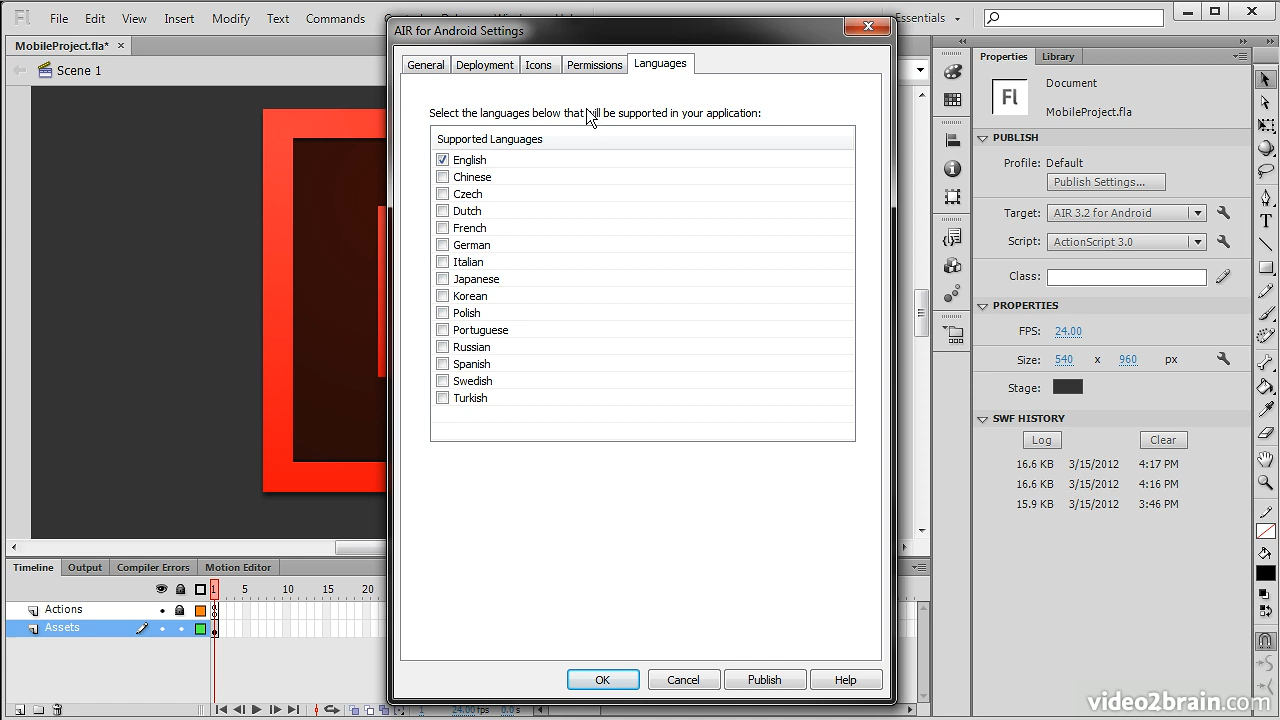 Fl File Edit View Insert Modify Text Commands
Essentials
MobileProject.fla* ×
Scene 1
AIR for Android Settings
General Deployment Icons Permissions Languages
Select the languages below that will be supported in your application:
Supported Languages
English
Chinese
Czech
Dutch
French
German
Italian
Japanese
Korean
Polish
Portuguese
Russian
Spanish
Swedish
Turkish
OK Cancel Publish Help
Properties Library
Fl
Document
MobileProject.fla
PUBLISH
Profile: Default
Publish Settings...
Target: AIR 3.2 for Android
Script: ActionScript 3.0
Class:
PROPERTIES
FPS: 24.00
Size: 540 x 960 px
Stage:
SWF HISTORY
Log Clear
16.6 KB 3/15/2012 4:17 PM
16.6 KB 3/15/2012 4:16 PM
15.9 KB 3/15/2012 3:46 PM
Timeline Output Compiler Errors Motion Editor
1 5 10 15 20
Actions
Assets
1 24.00 fps 0.0 s
video2brain.com